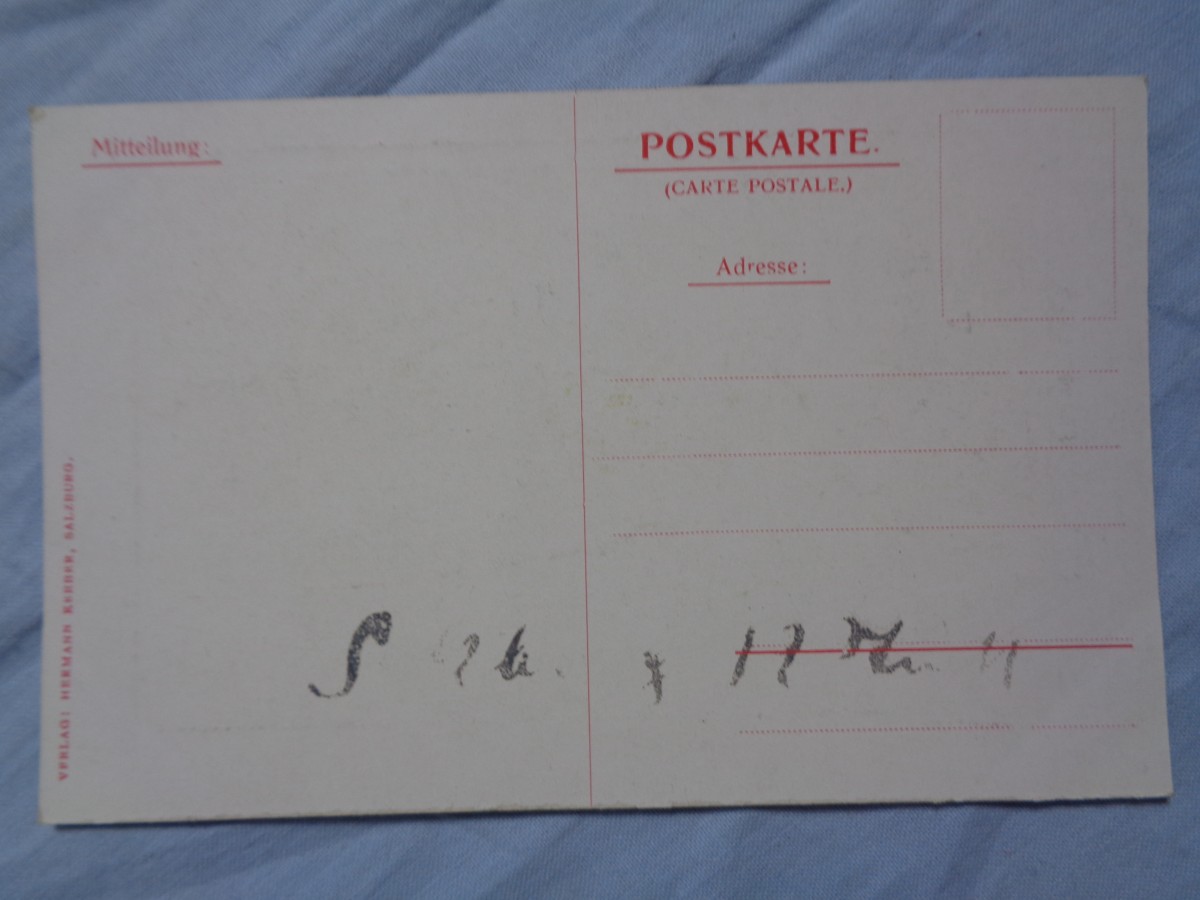 Mitteilung:
POSTKARTE.
(CARTE POSTALE.)
Adresse:
VERLAG: HERMANN KERBER, SALZBURG.